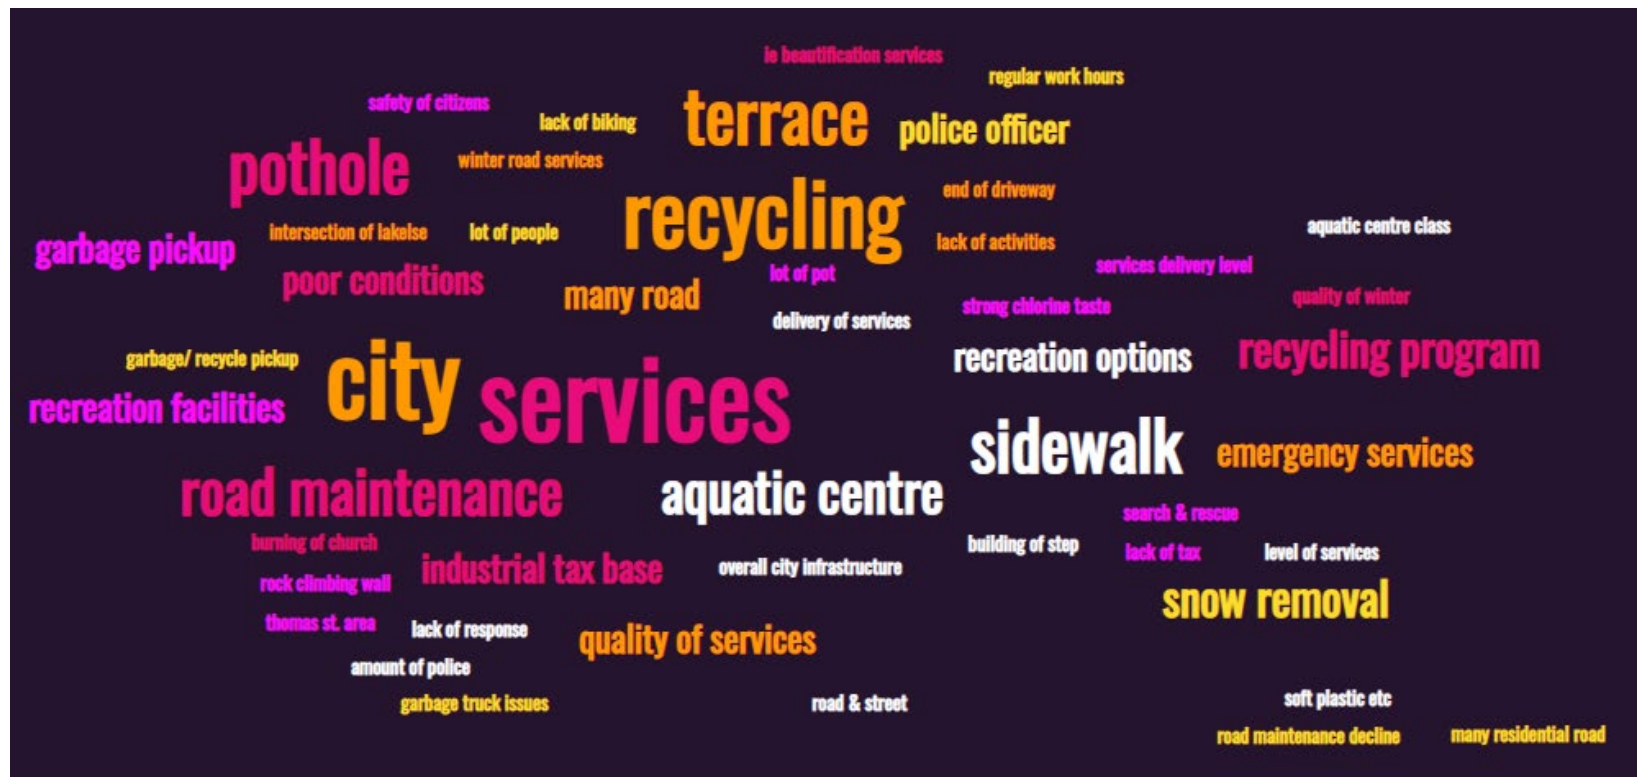 ie beautification services
regular work hours
safety of citizens
lack of biking
terrace
police officer
pothole
winter road services
recycling
end of driveway
aquatic centre class
garbage pickup
intersection of lakelse
lot of people
lack of activities
poor conditions
many road
lot of pot
services delivery level
delivery of services
strong chlorine taste
quality of winter
garbage/ recycle pickup
city
services
recreation options
recycling program
recreation facilities
sidewalk
emergency services
road maintenance
aquatic centre
search & rescue
burning of church
industrial tax base
overall city infrastructure
building of step
lack of tax
level of services
rock climbing wall
snow removal
thomas st. area
lack of response
quality of services
amount of police
garbage truck issues
road & street
soft plastic etc
road maintenance decline
many residential road